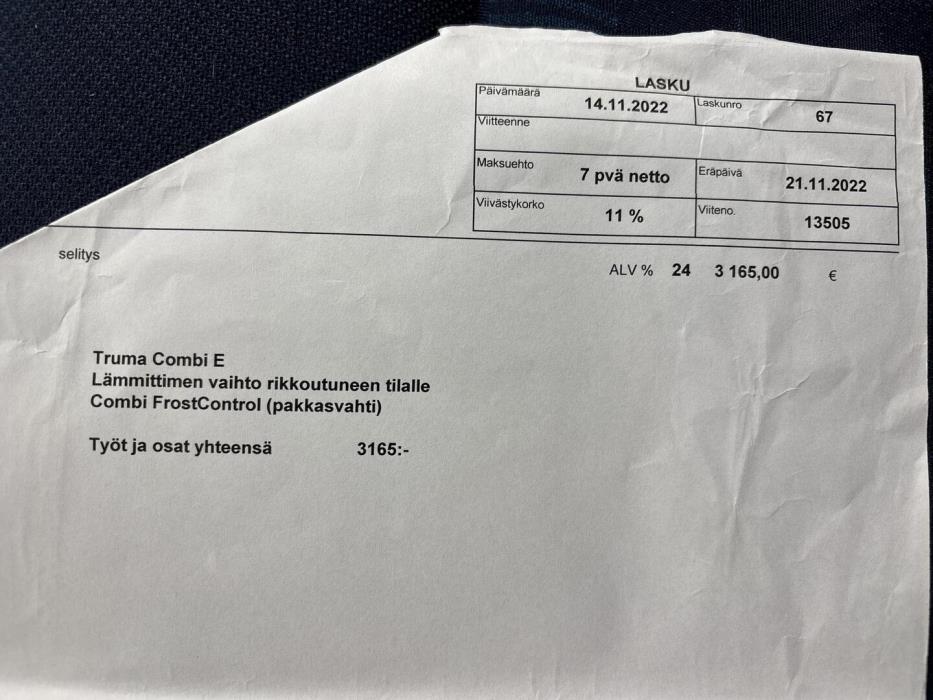 LASKU
Päivämäärä 14.11.2022 Laskunro 67
Viitteenne
Maksuehto 7 pvä netto Eräpäivä 21.11.2022
Viivästykorko 11 % Viiteno. 13505
selitys ALV % 24 3 165,00 €
Truma Combi E
Lämmittimen vaihto rikkoutuneen tilalle
Combi FrostControl (pakkasvahti)
Työt ja osat yhteensä 3165:-